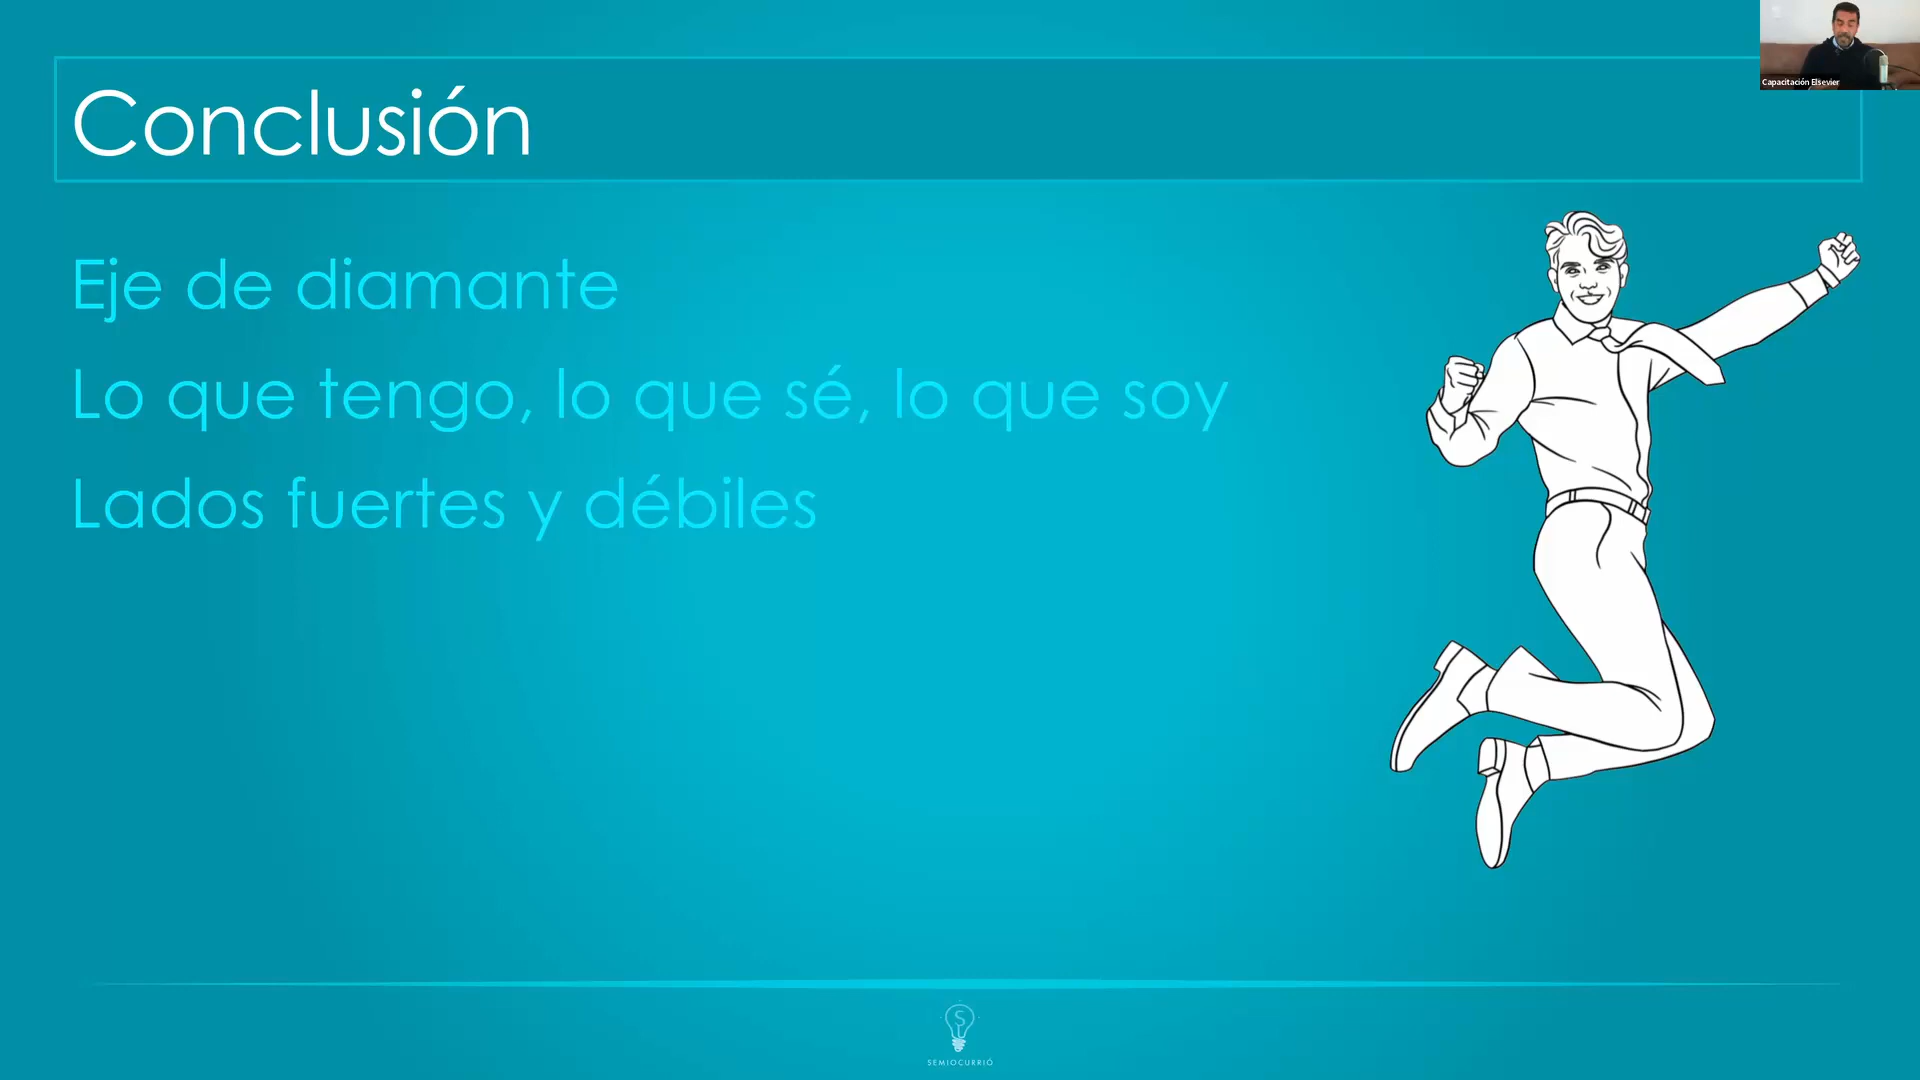 Capacitación Elsevier
Conclusión
Eje de diamante
Lo que tengo, lo que sé, lo que soy
Lados fuertes y débiles
S
SEMIOCURRIÓ